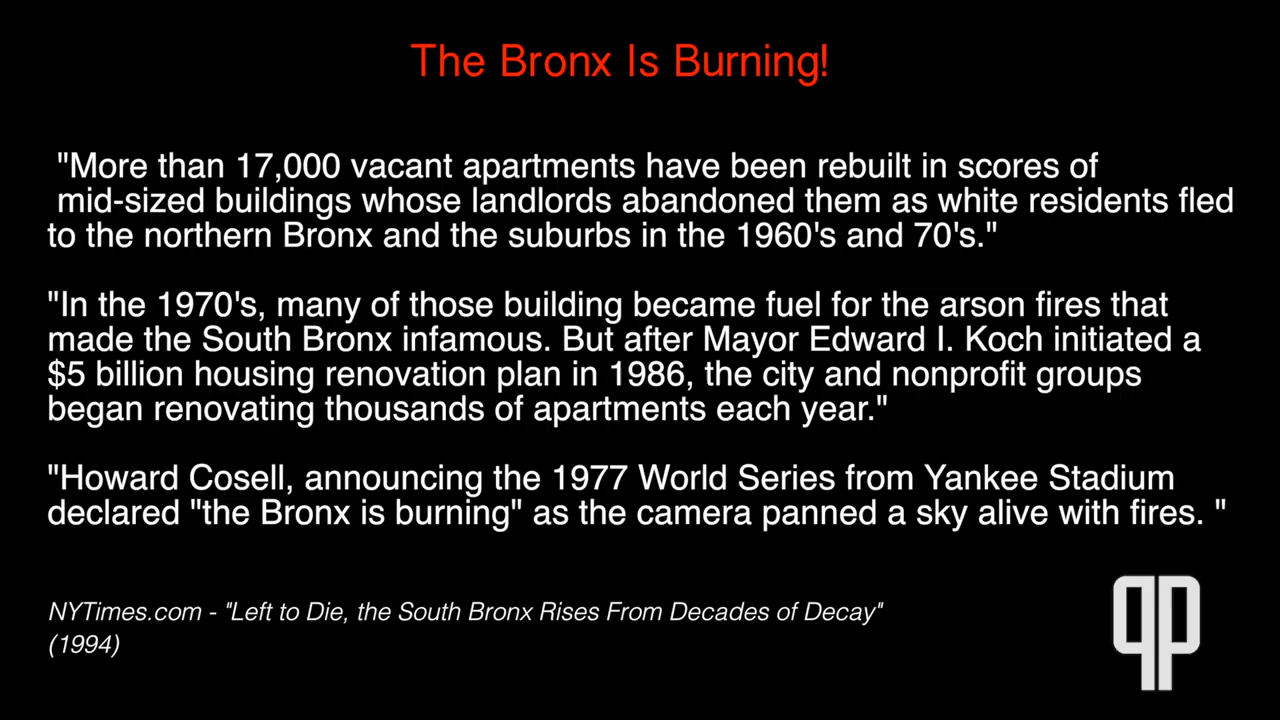 The Bronx Is Burning!
"More than 17,000 vacant apartments have been rebuilt in scores of
mid-sized buildings whose landlords abandoned them as white residents fled
to the northern Bronx and the suburbs in the 1960's and 70's."
"In the 1970's, many of those building became fuel for the arson fires that
made the South Bronx infamous. But after Mayor Edward I. Koch initiated a
$5 billion housing renovation plan in 1986, the city and nonprofit groups
began renovating thousands of apartments each year."
"Howard Cosell, announcing the 1977 World Series from Yankee Stadium
declared "the Bronx is burning" as the camera panned a sky alive with fires. "
NYTimes.com - "Left to Die, the South Bronx Rises From Decades of Decay"
(1994)